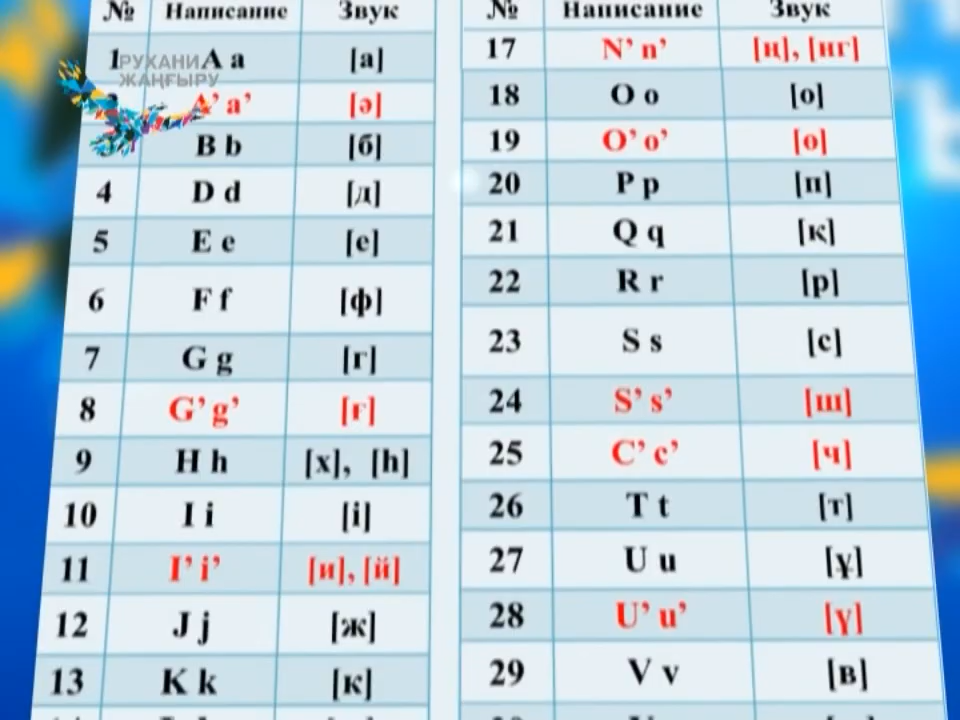 № Написание Звук
1 A a [а]
A’ a’ [ә]
3 B b [б]
4 D d [д]
5 E e [е]
6 F f [ф]
7 G g [г]
8 G’ g’ [ғ]
9 H h [х], [h]
10 I i [і]
11 I’ i’ [и], [й]
12 J j [ж]
13 K k [к]
№ Написание Звук
17 N’ n’ [ң], [нг]
18 O o [о]
19 O’ o’ [ө]
20 P p [п]
21 Q q [қ]
22 R r [р]
23 S s [с]
24 S’ s’ [ш]
25 C’ c’ [ч]
26 T t [т]
27 U u [ұ]
28 U’ u’ [ү]
29 V v [в]
РУХАНИ
ЖАҢҒЫРУ